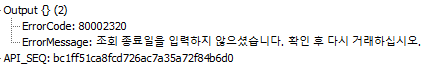 Output {} (2)
ErrorCode: 80002320
ErrorMessage: 조회 종료일을 입력하지 않으셨습니다. 확인 후 다시 거래하십시오.
API_SEQ: bc1ff51ca8fcd726ac7a35a72f84b6d0